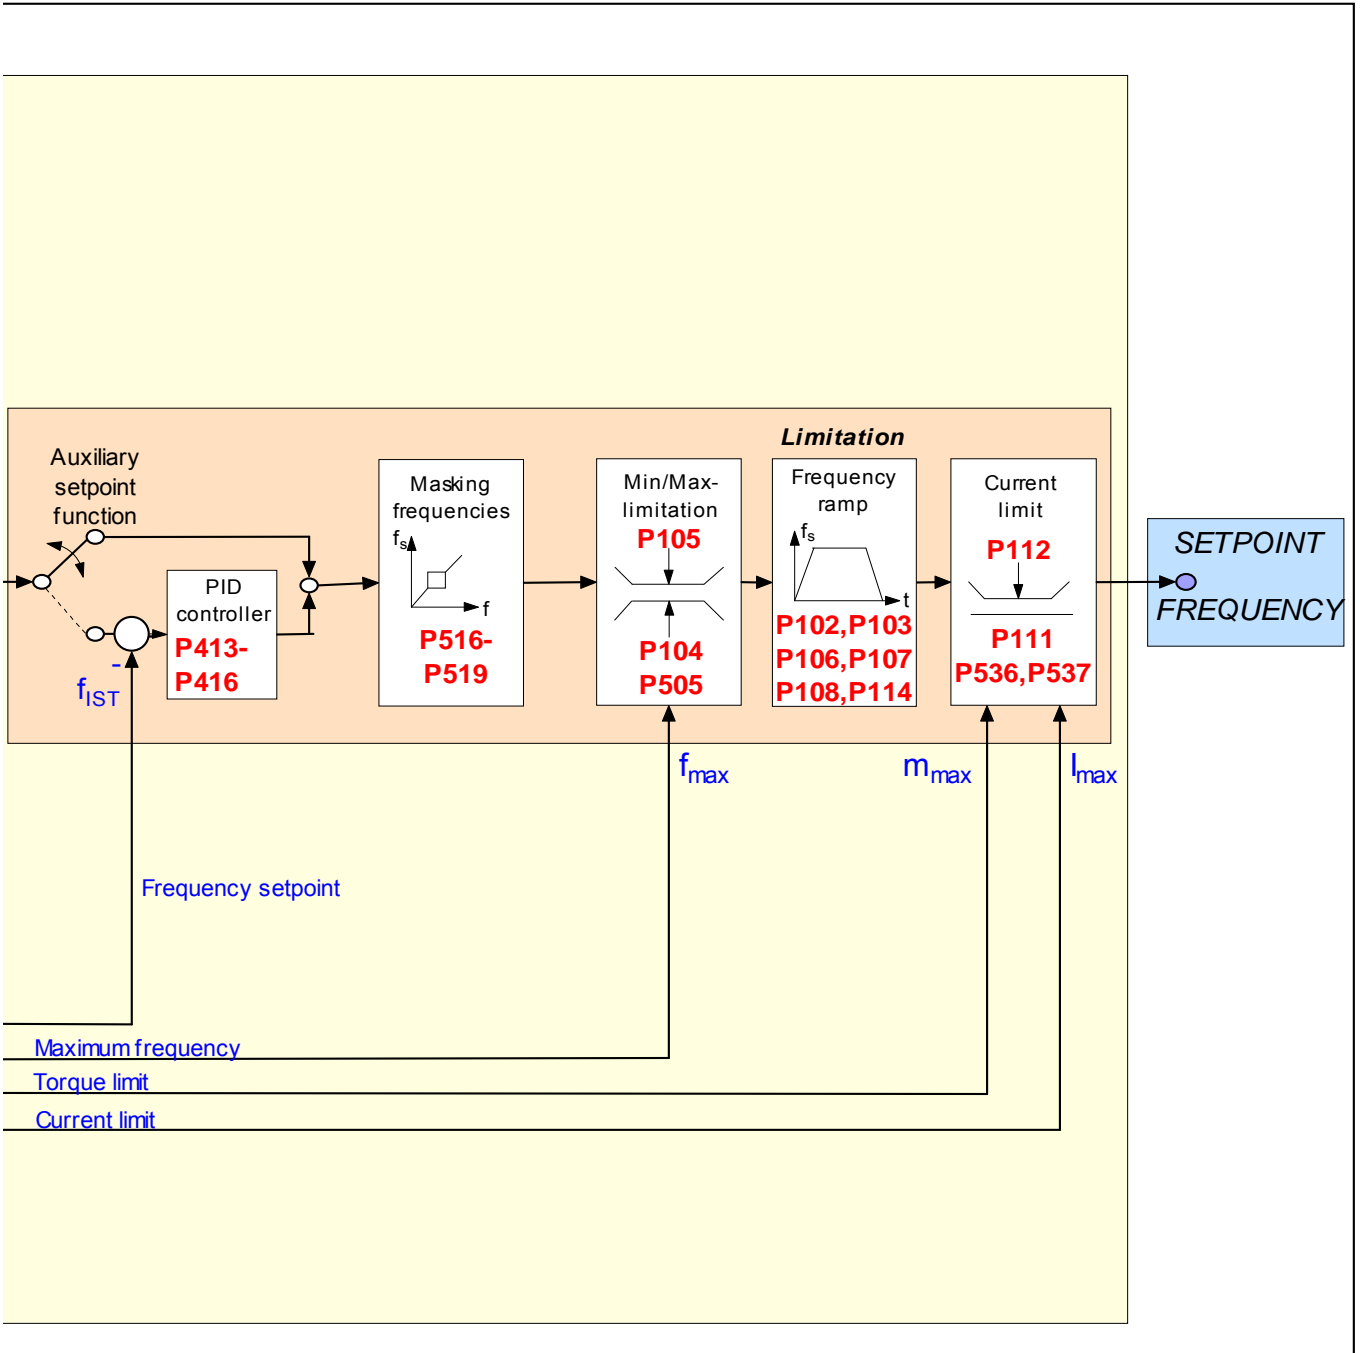 Limitation
Auxiliary
setpoint
function
PID
controller
P413-
P416
-
fIST
Masking
frequencies
fs
f
P516-
P519
Min/Max-
limitation
P105
P104
P505
Frequency
ramp
fs
t
P102,P103
P106,P107
P108,P114
Current
limit
P112
P111
P536,P537
SETPOINT
FREQUENCY
fmax
mmax
Imax
Frequency setpoint
Maximum frequency
Torque limit
Current limit